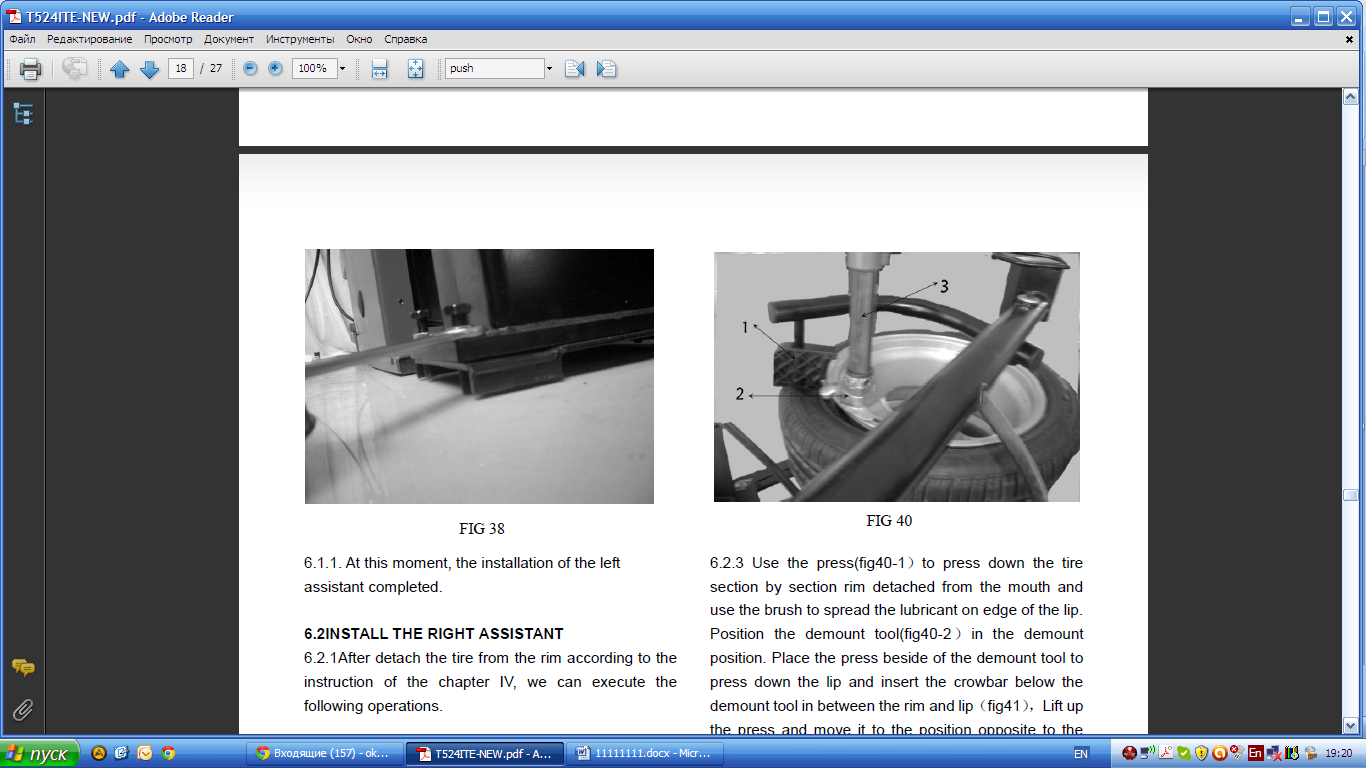 T524ITE-NEW.pdf - Adobe Reader
Файл Редактирование Просмотр Документ Инструменты Окно Справка
18 / 27 100% push
3
1
2
FIG 38
FIG 40
6.1.1. At this moment, the installation of the left
assistant completed.
6.2INSTALL THE RIGHT ASSISTANT
6.2.1After detach the tire from the rim according to the
instruction of the chapter IV, we can execute the
following operations.
6.2.3 Use the press(fig40-1）to press down the tire
section by section rim detached from the mouth and
use the brush to spread the lubricant on edge of the lip.
Position the demount tool(fig40-2）in the demount
position. Place the press beside of the demount tool to
press down the lip and insert the crowbar below the
demount tool in between the rim and lip（fig41），Lift up
the press and move it to the position opposite to the
пуск Входящие (157) - ok... T524ITE-NEW.pdf - A... 11111111.docx - Micr... EN En 19:20